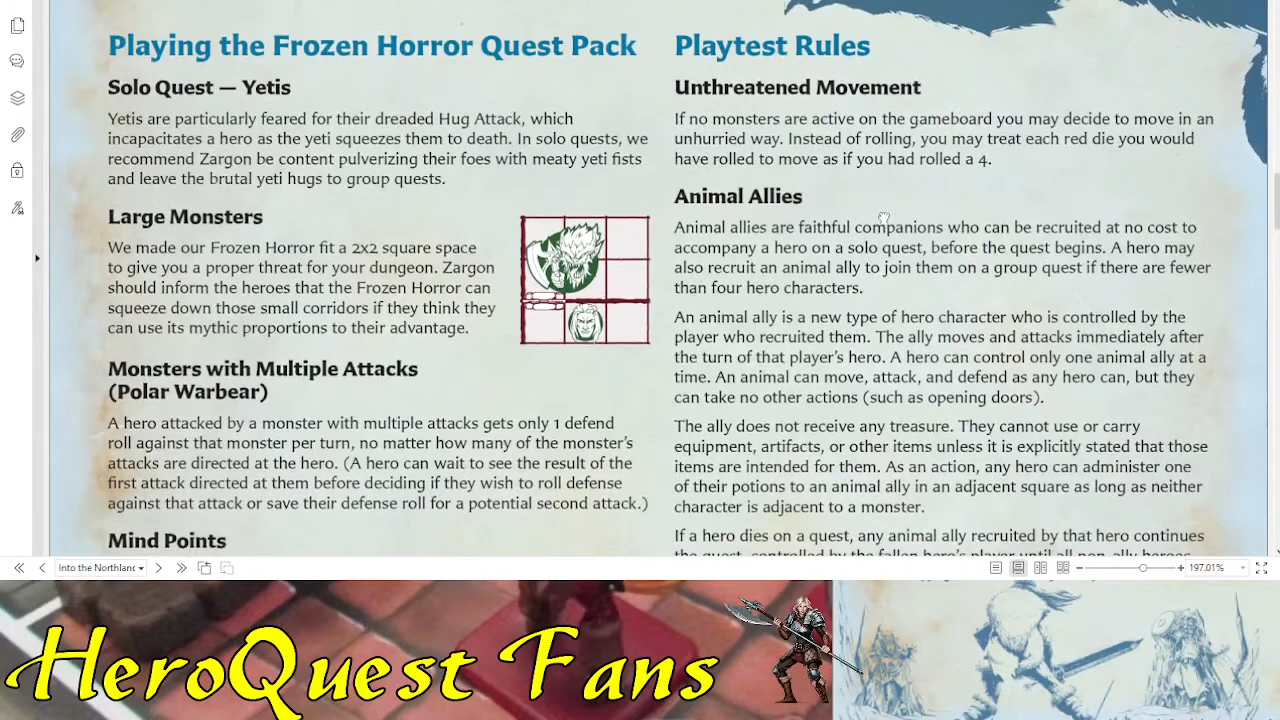 Playing the Frozen Horror Quest Pack
Solo Quest — Yetis
Yetis are particularly feared for their dreaded Hug Attack, which
incapacitates a hero as the yeti squeezes them to death. In solo quests, we
recommend Zargon be content pulverizing their foes with meaty yeti fists
and leave the brutal yeti hugs to group quests.
Large Monsters
We made our Frozen Horror fit a 2x2 square space
to give you a proper threat for your dungeon. Zargon
should inform the heroes that the Frozen Horror can
squeeze down those small corridors if they think they
can use its mythic proportions to their advantage.
Monsters with Multiple Attacks
(Polar Warbear)
A hero attacked by a monster with multiple attacks gets only 1 defend
roll against that monster per turn, no matter how many of the monster's
attacks are directed at the hero. (A hero can wait to see the result of the
first attack directed at them before deciding if they wish to roll defense
against that attack or save their defense roll for a potential second attack.)
Mind Points
Playtest Rules
Unthreatened Movement
If no monsters are active on the gameboard you may decide to move in an
unhurried way. Instead of rolling, you may treat each red die you would
have rolled to move as if you had rolled a 4.
Animal Allies
Animal allies are faithful companions who can be recruited at no cost to
accompany a hero on a solo quest, before the quest begins. A hero may
also recruit an animal ally to join them on a group quest if there are fewer
than four hero characters.
An animal ally is a new type of hero character who is controlled by the
player who recruited them. The ally moves and attacks immediately after
the turn of that player's hero. A hero can control only one animal ally at a
time. An animal can move, attack, and defend as any hero can, but they
can take no other actions (such as opening doors).
The ally does not receive any treasure. They cannot use or carry
equipment, artifacts, or other items unless it is explicitly stated that those
items are intended for them. As an action, any hero can administer one
of their potions to an animal ally in an adjacent square as long as neither
character is adjacent to a monster.
If a hero dies on a quest, any animal ally recruited by that hero continues
the quest, controlled by the fallen hero's player until all non-ally heroes
Into the Northlanc
197.01%
HeroQuest Fans